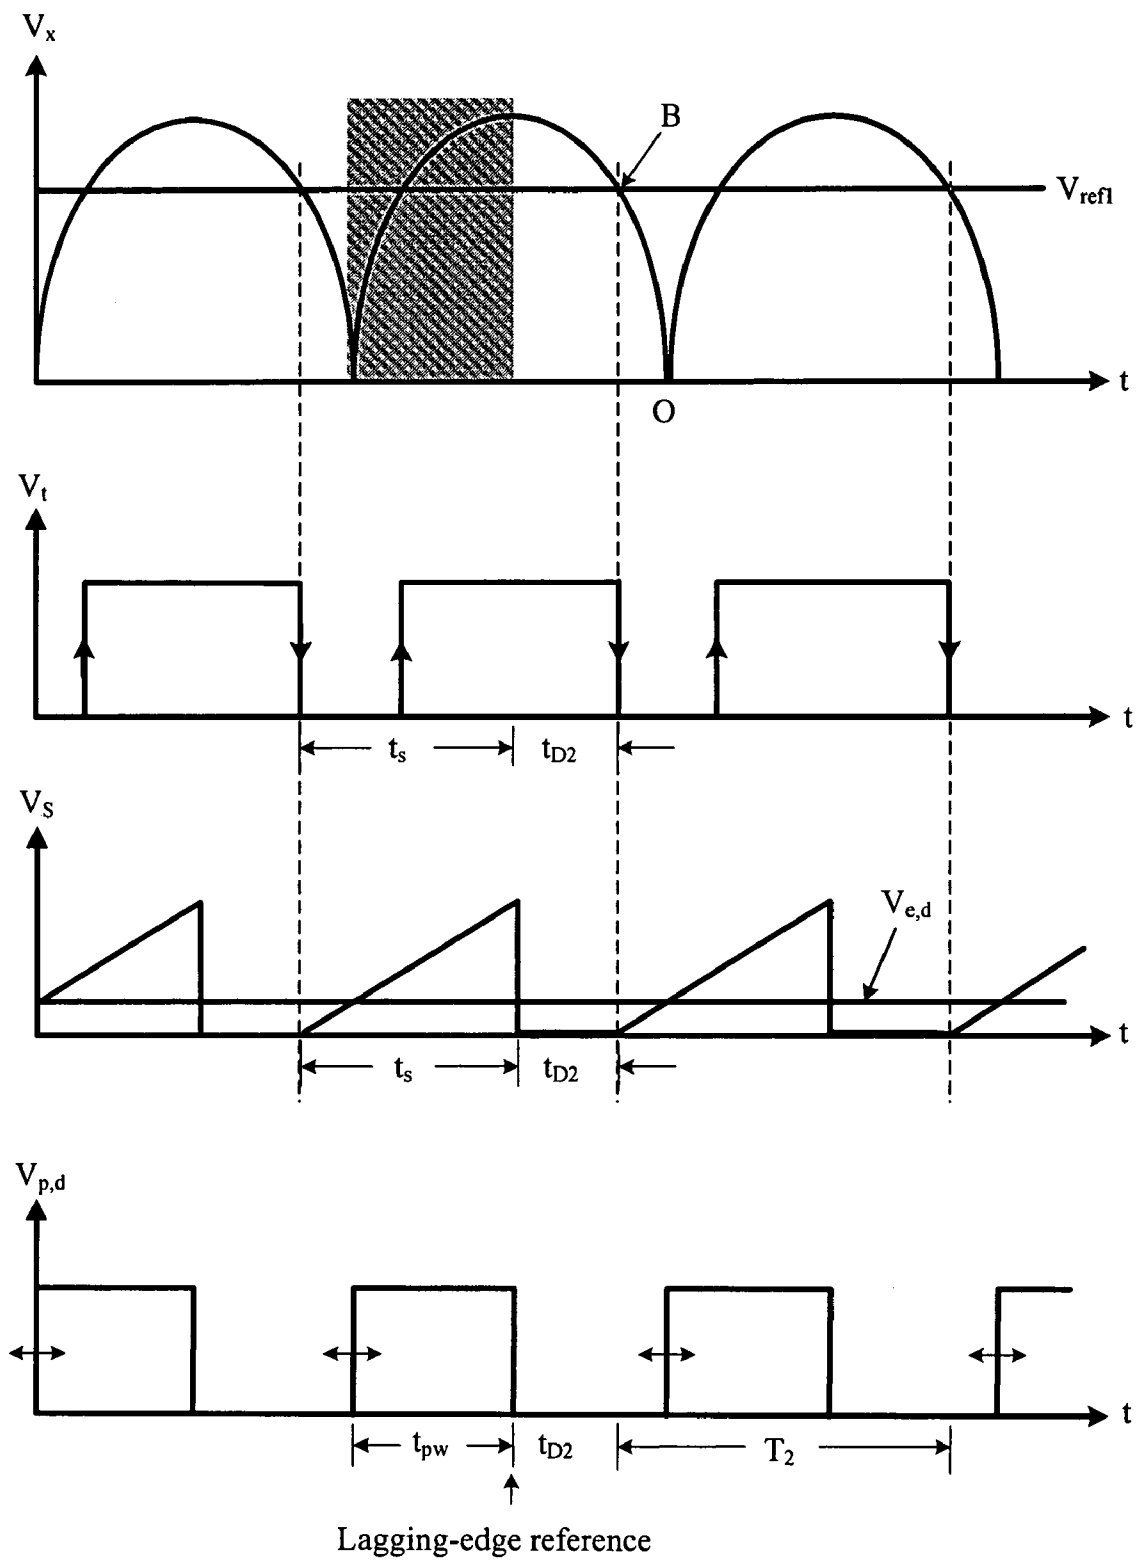 Vx
B
Vref1
t
O
Vt
t
ts tD2
VS
Ve,d
t
ts tD2
Vp,d
t
tpw tD2 T2
Lagging-edge reference